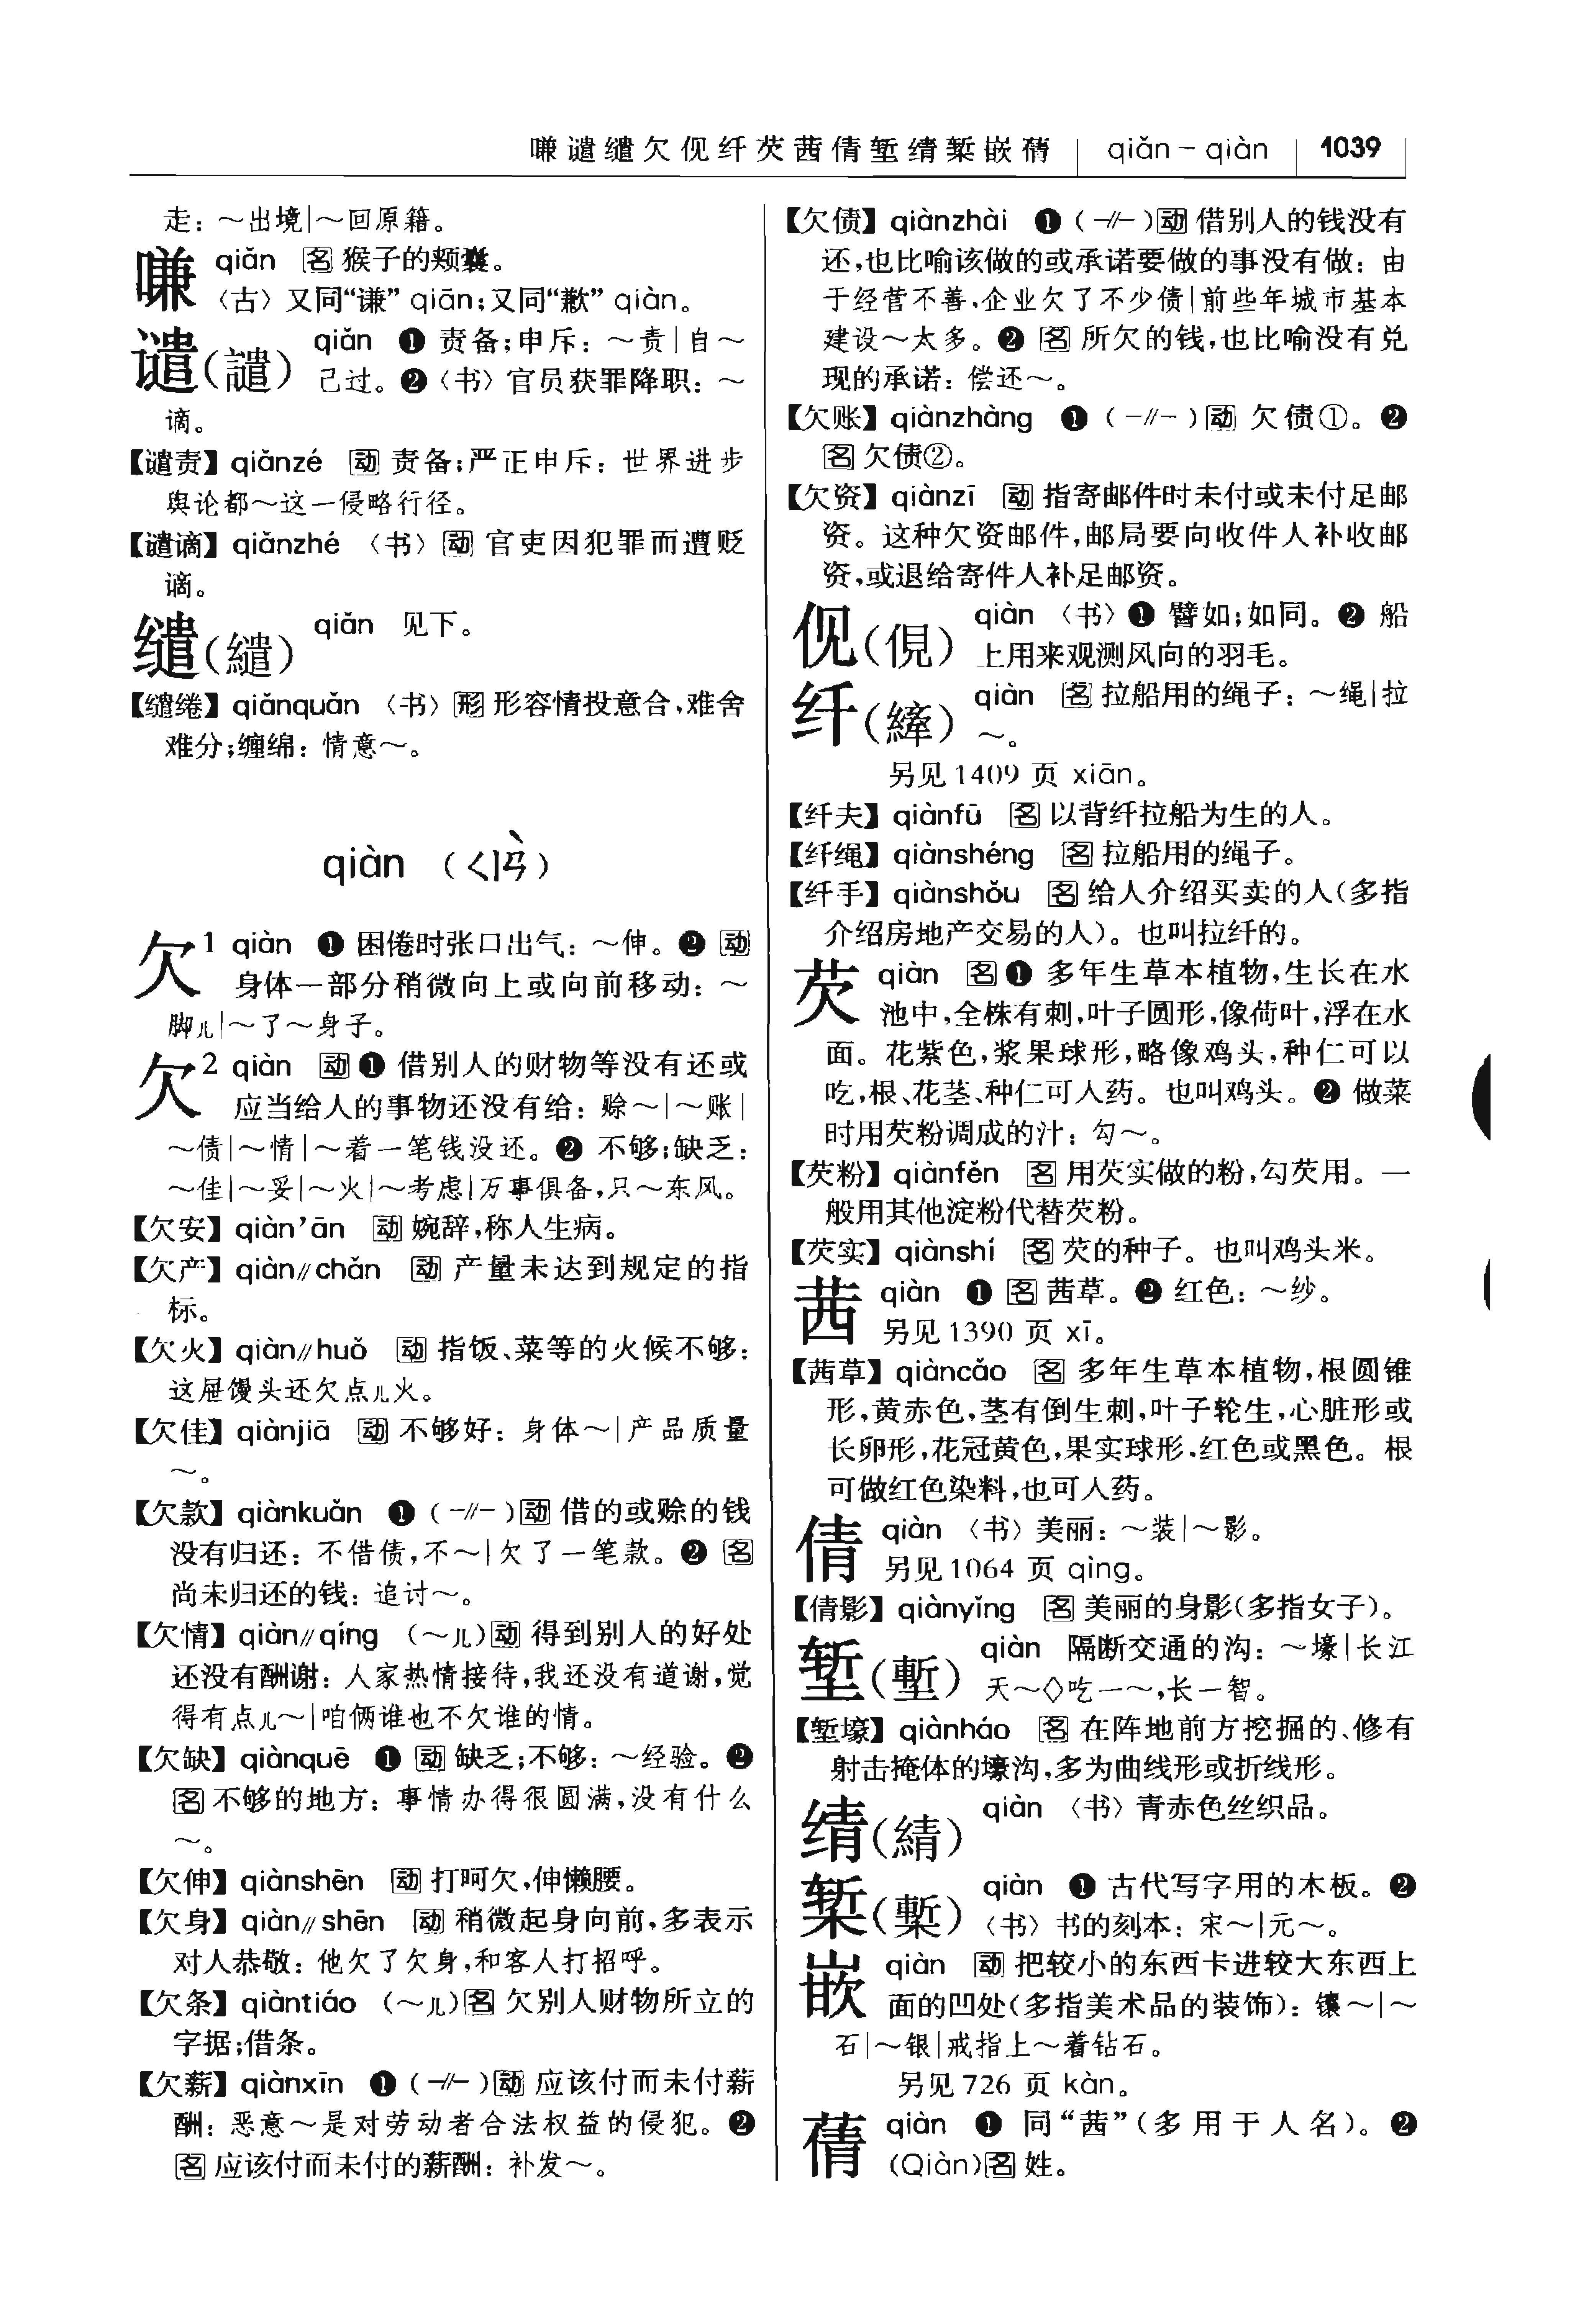 嗛谴缱欠伣纤芡茜倩堑綪椠嵌蒨 qiǎn－qiàn 1039
走：～出境|～回原籍。
嗛 qiǎn 名 猴子的颊囊。
〈古〉又同“谦” qiān；又同“歉” qiàn。
谴(譴) qiǎn ❶ 责备；申斥：～责|自～
己过。❷〈书〉官员获罪降职：～
谪。
【谴责】qiǎnzé 动 责备；严正申斥：世界进步
舆论都～这一侵略行径。
【谴谪】qiǎnzhé 〈书〉动 官吏因犯罪而遭贬
谪。
缱(繾) qiǎn 见下。
【缱绻】qiǎnquǎn 〈书〉形 形容情投意合，难舍
难分；缠绵：情意～。
qiàn （ㄑㄧㄢˋ）
欠1 qiàn ❶ 困倦时张口出气：～伸。❷ 动
身体一部分稍微向上或向前移动：～
脚儿|～了～身子。
欠2 qiàn 动 ❶ 借别人的财物等没有还或
应当给人的事物还没有给：赊～|～账|
～债|～情|～着一笔钱没还。❷ 不够；缺乏：
～佳|～妥|～火|～考虑|万事俱备，只～东风。
【欠安】qiàn’ān 动 婉辞，称人生病。
【欠产】qiàn∥chǎn 动 产量未达到规定的指
标。
【欠火】qiàn∥huǒ 动 指饭、菜等的火候不够：
这屉馒头还欠点儿火。
【欠佳】qiànjiā 动 不够好：身体～|产品质量
～。
【欠款】qiànkuǎn ❶（－∥－）动 借的或赊的钱
没有归还：不借债，不～|欠了一笔款。❷ 名
尚未归还的钱：追讨～。
【欠情】qiàn∥qíng （～儿）动 得到别人的好处
还没有酬谢：人家热情接待，我还没有道谢，觉
得有点儿～|咱俩谁也不欠谁的情。
【欠缺】qiànquē ❶ 动 缺乏；不够：～经验。❷
名 不够的地方：事情办得很圆满，没有什么
～。
【欠伸】qiànshēn 动 打呵欠，伸懒腰。
【欠身】qiàn∥shēn 动 稍微起身向前，多表示
对人恭敬：他欠了欠身，和客人打招呼。
【欠条】qiàntiáo （～儿）名 欠别人财物所立的
字据；借条。
【欠薪】qiànxīn ❶（－∥－）动 应该付而未付薪
酬：恶意～是对劳动者合法权益的侵犯。❷
名 应该付而未付的薪酬：补发～。
【欠债】qiànzhài ❶（－∥－）动 借别人的钱没有
还，也比喻该做的或承诺要做的事没有做：由
于经营不善，企业欠了不少债|前些年城市基本
建设～太多。❷ 名 所欠的钱，也比喻没有兑
现的承诺：偿还～。
【欠账】qiànzhàng ❶（－∥－）动 欠债①。❷
名 欠债②。
【欠资】qiànzī 动 指寄邮件时未付或未付足邮
资。这种欠资邮件，邮局要向收件人补收邮
资，或退给寄件人补足邮资。
伣(俔) qiàn 〈书〉❶ 譬如；如同。❷ 船
上用来观测风向的羽毛。
纤(縴) qiàn 名 拉船用的绳子：～绳|拉
～。
另见1409 页 xiān。
【纤夫】qiànfū 名 以背纤拉船为生的人。
【纤绳】qiànshéng 名 拉船用的绳子。
【纤手】qiànshǒu 名 给人介绍买卖的人（多指
介绍房地产交易的人）。也叫拉纤的。
芡 qiàn 名 ❶ 多年生草本植物，生长在水
池中，全株有刺，叶子圆形，像荷叶，浮在水
面。花紫色，浆果球形，略像鸡头，种仁可以
吃，根、花茎、种仁可入药。也叫鸡头。❷ 做菜
时用芡粉调成的汁：勾～。
【芡粉】qiànfěn 名 用芡实做的粉，勾芡用。一
般用其他淀粉代替芡粉。
【芡实】qiànshí 名 芡的种子。也叫鸡头米。
茜 qiàn ❶ 名 茜草。❷ 红色：～纱。
另见1390 页 xī。
【茜草】qiàncǎo 名 多年生草本植物，根圆锥
形，黄赤色，茎有倒生刺，叶子轮生，心脏形或
长卵形，花冠黄色，果实球形，红色或黑色。根
可做红色染料，也可入药。
倩 qiàn 〈书〉美丽：～装|～影。
另见1064 页 qìng。
【倩影】qiànyǐng 名 美丽的身影（多指女子）。
堑(塹) qiàn 隔断交通的沟：～壕|长江
天～◇吃一～，长一智。
【堑壕】qiànháo 名 在阵地前方挖掘的、修有
射击掩体的壕沟，多为曲线形或折线形。
綪(綪) qiàn 〈书〉青赤色丝织品。
椠(槧) qiàn ❶ 古代写字用的木板。❷
〈书〉书的刻本：宋～|元～。
嵌 qiàn 动 把较小的东西卡进较大东西上
面的凹处（多指美术品的装饰）：镶～|～
石|～银|戒指上～着钻石。
另见726 页 kàn。
蒨 qiàn ❶ 同“茜”（多用于人名）。❷
(Qiàn)名 姓。